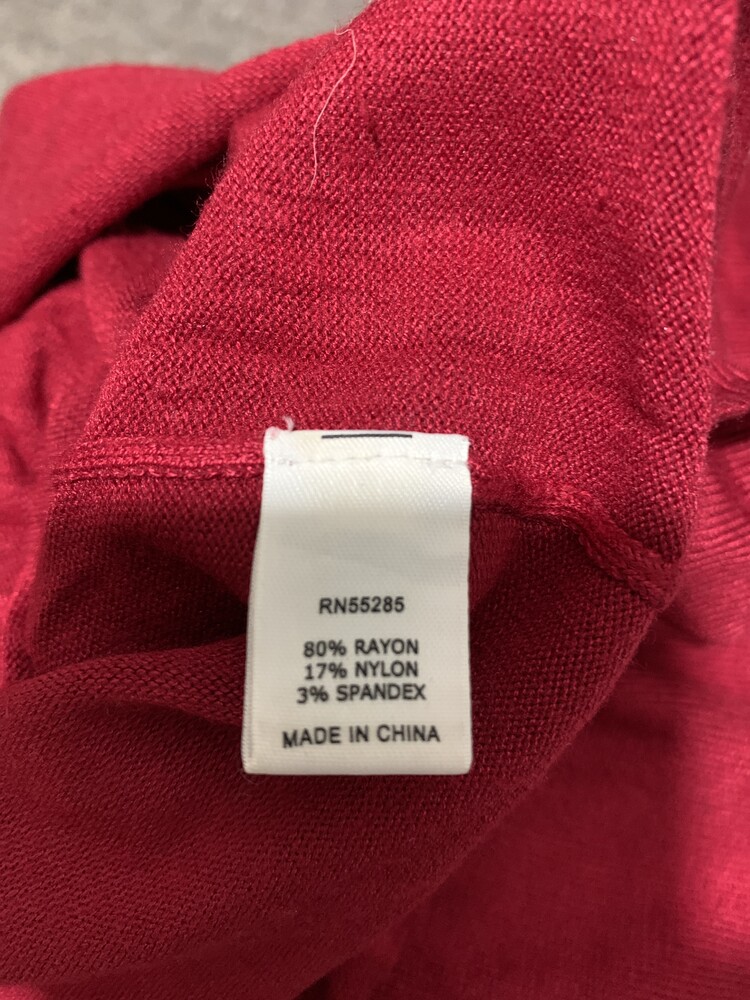 RN55285
80% RAYON
17% NYLON
3% SPANDEX
MADE IN CHINA